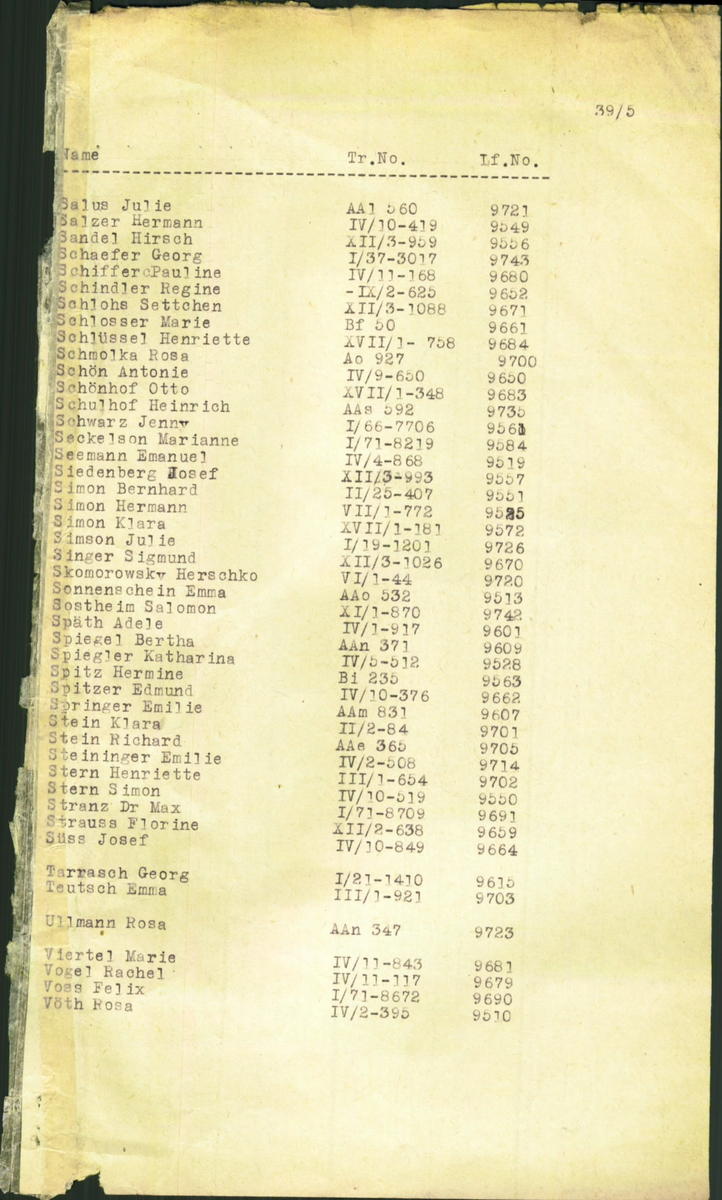 39/5
Name Tr.No. Lf.No.
Salus Julie AAl 560 9721
Salzer Hermann IV/10-419 9549
Sandel Hirsch XII/3-959 9556
Schaefer Georg I/37-3017 9743
SchiffercPauline IV/11-168 9680
Schindler Regine -IX/2-625 9652
Schlohs Settchen XII/3-1088 9671
Schlosser Marie Bf 50 9661
Schlüssel Henriette XVII/1- 758 9684
Schmolka Rosa Ao 927 9700
Schön Antonie IV/9-650 9650
Schönhof Otto XVII/1-348 9683
Schulhof Heinrich AAs 592 9735
Schwarz Jenny I/66-7706 9561
Seckelson Marianne I/71-8219 9584
Seemann Emanuel IV/4-868 9519
Siedenberg Josef XII/3-993 9557
Simon Bernhard II/25-407 9551
Simon Hermann VII/1-772
Simon Klara XVII/1-181 9572
Simson Julie I/19-1201 9726
Singer Sigmund XII/3-1026 9670
Skomorowsky Herschko VI/1-44 9720
Sonnenschein Emma AAo 532 9513
Sostheim Salomon XI/1-870 9742
Späth Adele IV/1-917 9601
Spiegel Bertha AAn 371 9609
Spiegler Katharina IV/5-512 9528
Spitz Hermine Bi 235 9563
Spitzer Edmund IV/10-376 9662
Springer Emilie AAm 831 9607
Stein Klara II/2-84 9701
Stein Richard AAe 365 9705
Steininger Emilie IV/2-508 9714
Stern Henriette III/1-654 9702
Stern Simon IV/10-519 9550
Stranz Dr Max I/71-8709 9691
Strauss Florine XII/2-638 9659
Süss Josef IV/10-849 9664
Tarrasch Georg I/21-1410 9615
Teutsch Emma III/1-921 9703
Ullmann Rosa AAn 347 9723
Viertel Marie IV/11-843 9681
Vogel Rachel IV/11-117 9679
Voss Felix I/71-8672 9690
Vöth Rosa IV/2-395 9510